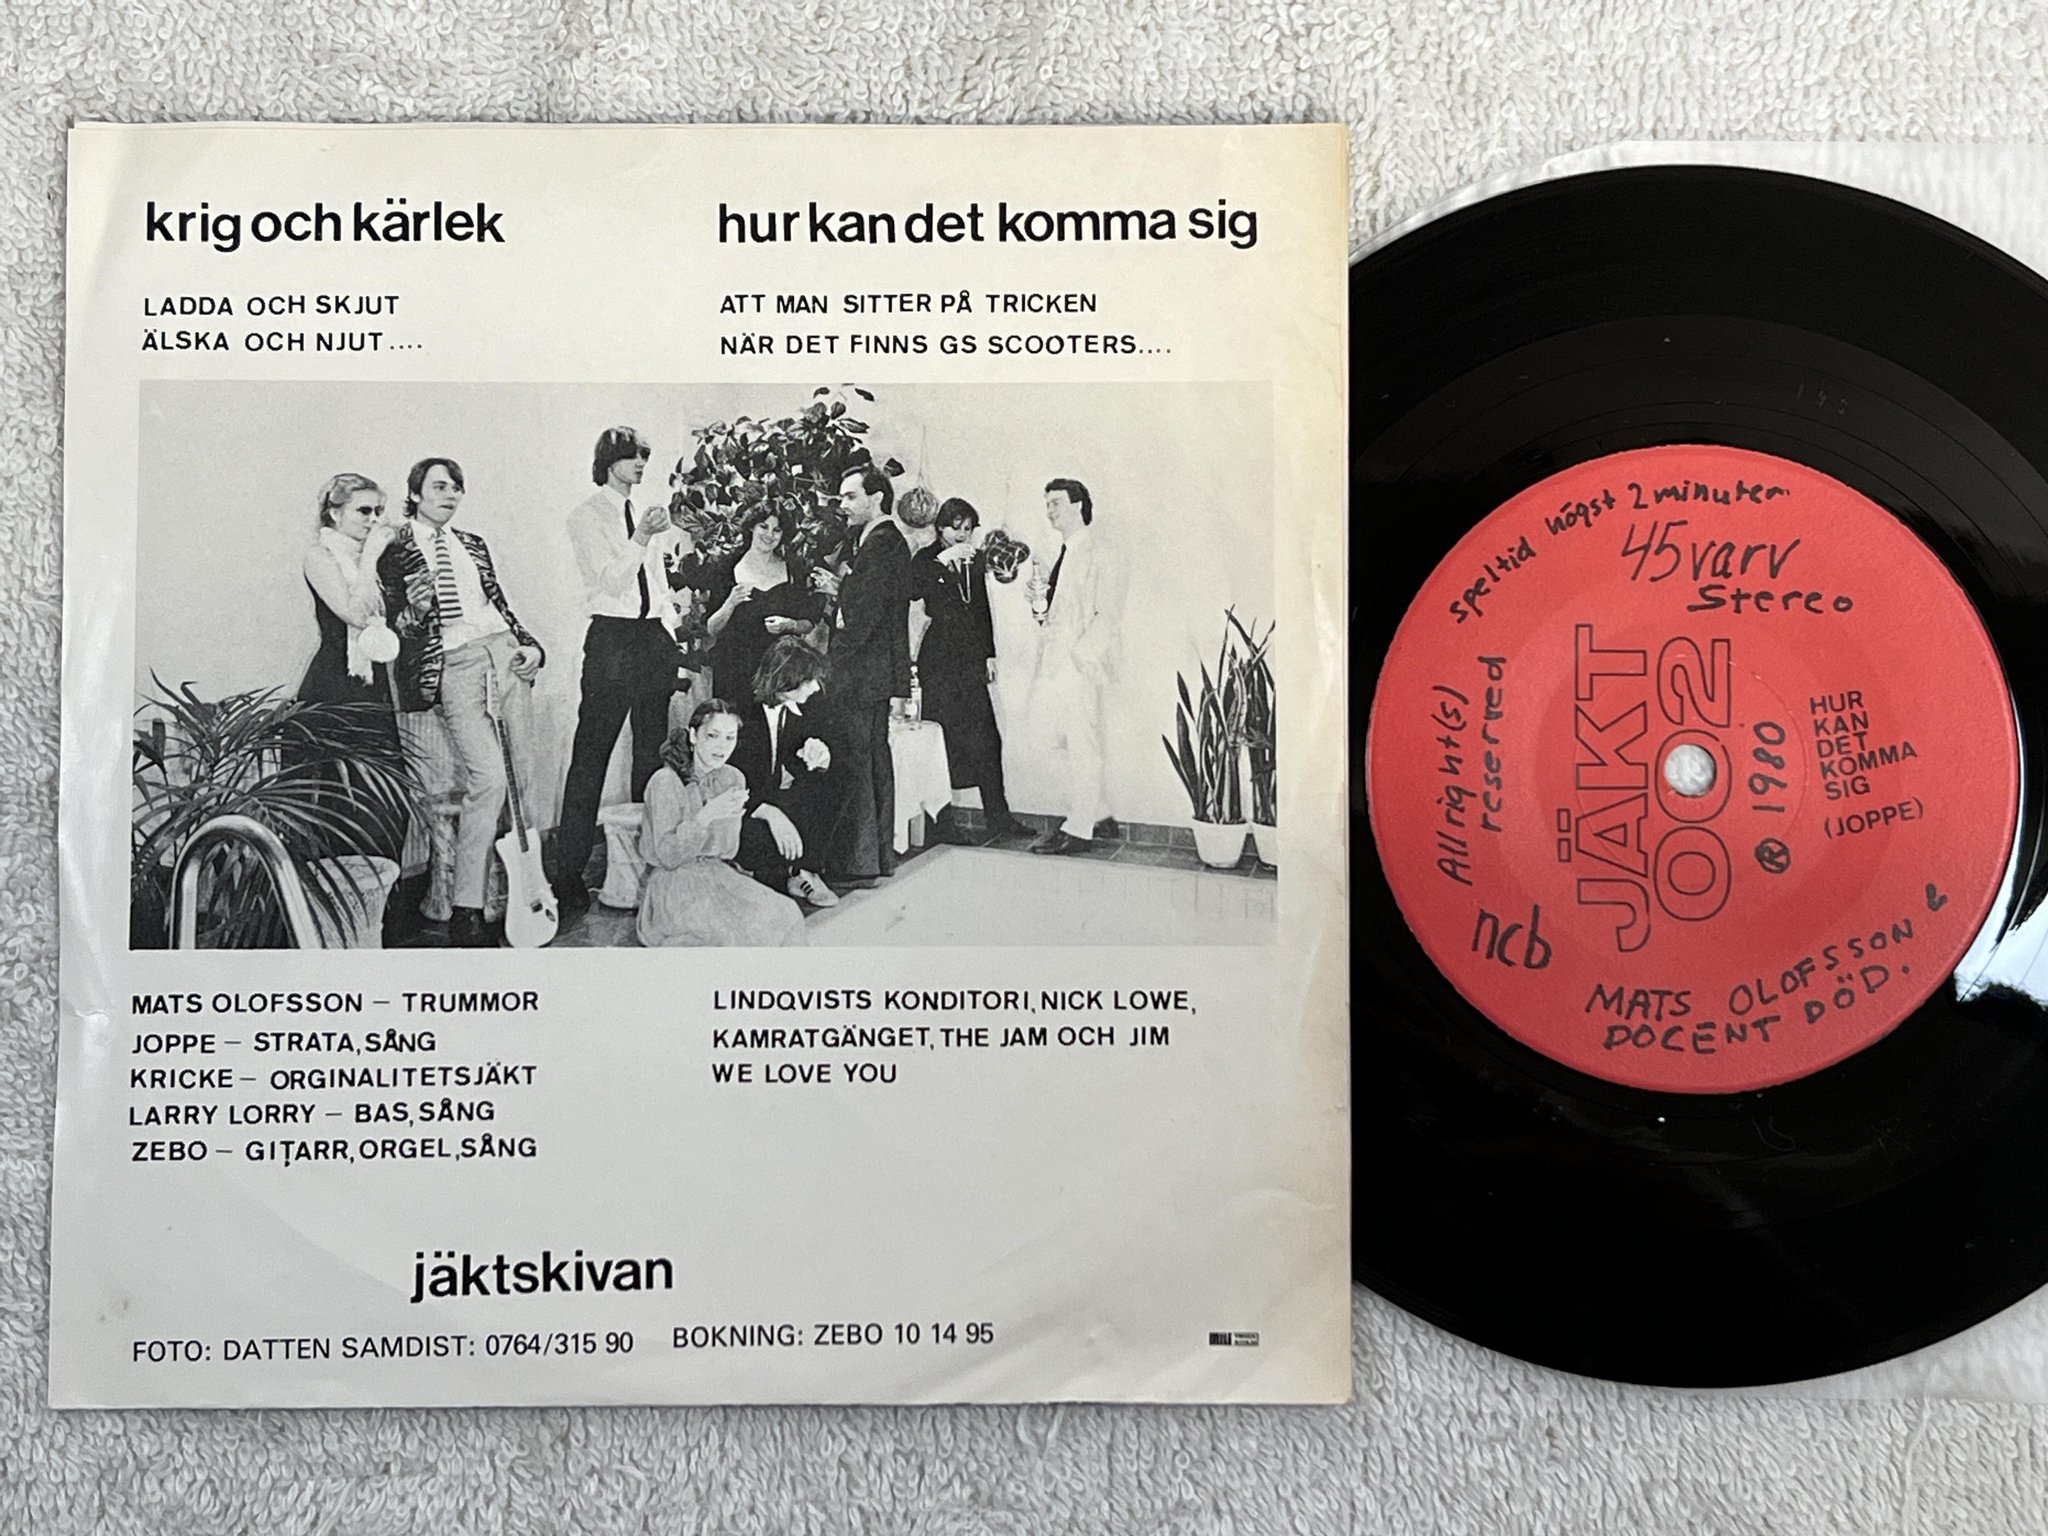 krig och kärlek
LADDA OCH SKJUT
ÄLSKA OCH NJUT....
hur kan det komma sig
ATT MAN SITTER PÅ TRICKEN
NÄR DET FINNS GS SCOOTERS....
MATS OLOFSSON – TRUMMOR
JOPPE – STRATA, SÅNG
KRICKE – ORGINALITETSJÄKT
LARRY LORRY – BAS, SÅNG
ZEBO – GITARR, ORGEL, SÅNG
LINDQVISTS KONDITORI, NICK LOWE,
KAMRATGÄNGET, THE JAM OCH JIM
WE LOVE YOU
jäktskivan
FOTO: DATTEN SAMDIST: 0764/315 90
BOKNING: ZEBO 10 14 95
speltid högst 2 minuter
45 varv
Stereo
All right(s)
reserved
JÄKT
002
℗ 1980
HUR
KAN
DET
KOMMA
SIG
(JOPPE)
ncb
MATS OLOFSSON &
DOCENT DÖD.